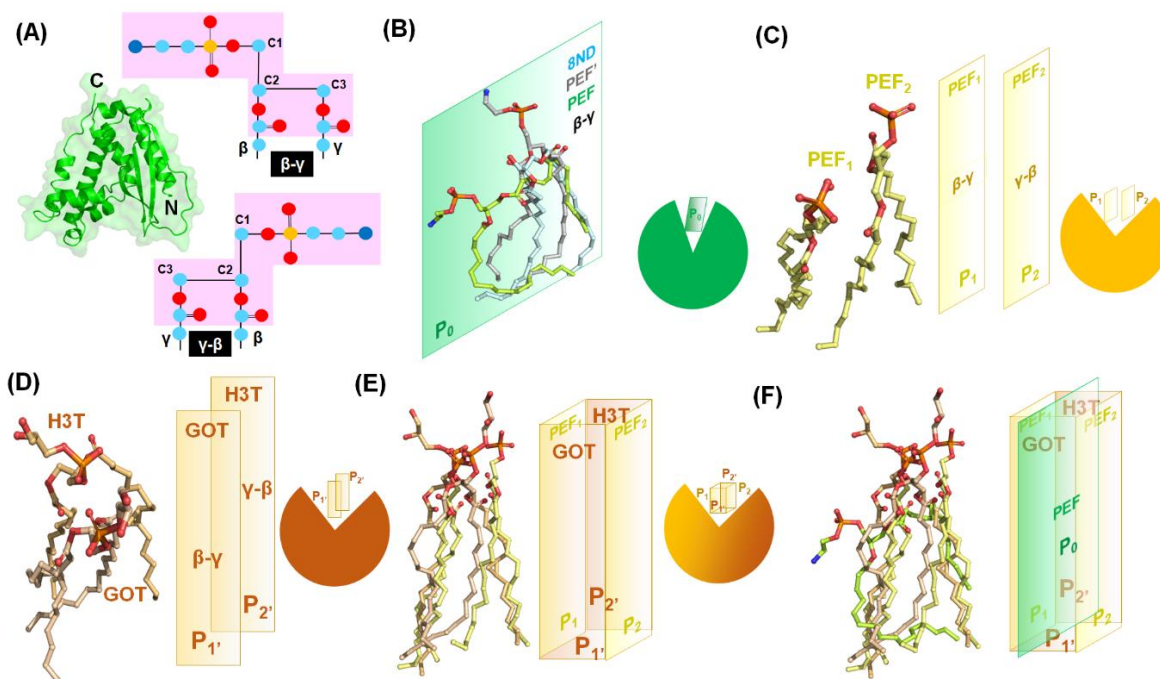 (A)
C1
C2
C3
β
β-γ
γ
C
N
C1
C3
C2
γ
γ-β
β
(B)
8ND
PEF'
PEF
β-γ
P0
P0
(C)
PEF1
PEF2
PEF1
β-γ
P1
PEF2
γ-β
P2
P1
P2
(D)
H3T
GOT
H3T
GOT
γ-β
β-γ
P2'
P1'
P1'
P2'
(E)
PEF1
H3T
GOT
PEF2
P1
P2'
P1'
P2
P2'
P1
P2
P1'
(F)
PEF1
H3T
GOT
PEF2
PEF
P0
P2'
P1
P1'
P2